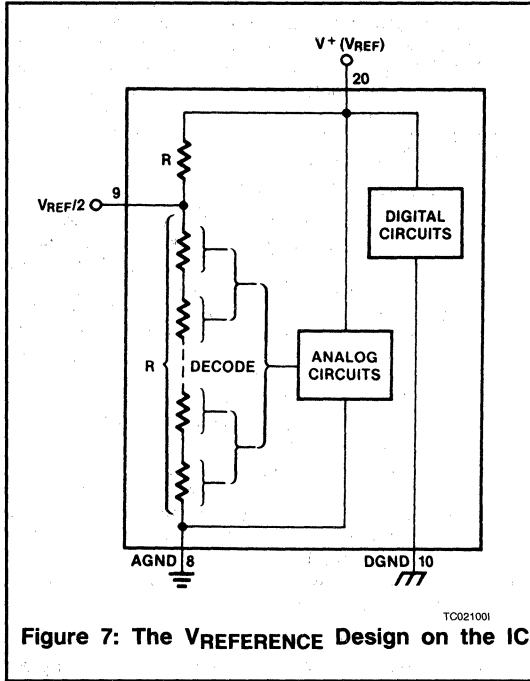 V+ (VREF)
20
R
9
VREF/2
DIGITAL
CIRCUITS
R
DECODE
ANALOG
CIRCUITS
AGND 8
DGND 10
TC02100I
Figure 7: The VREFERENCE Design on the IC